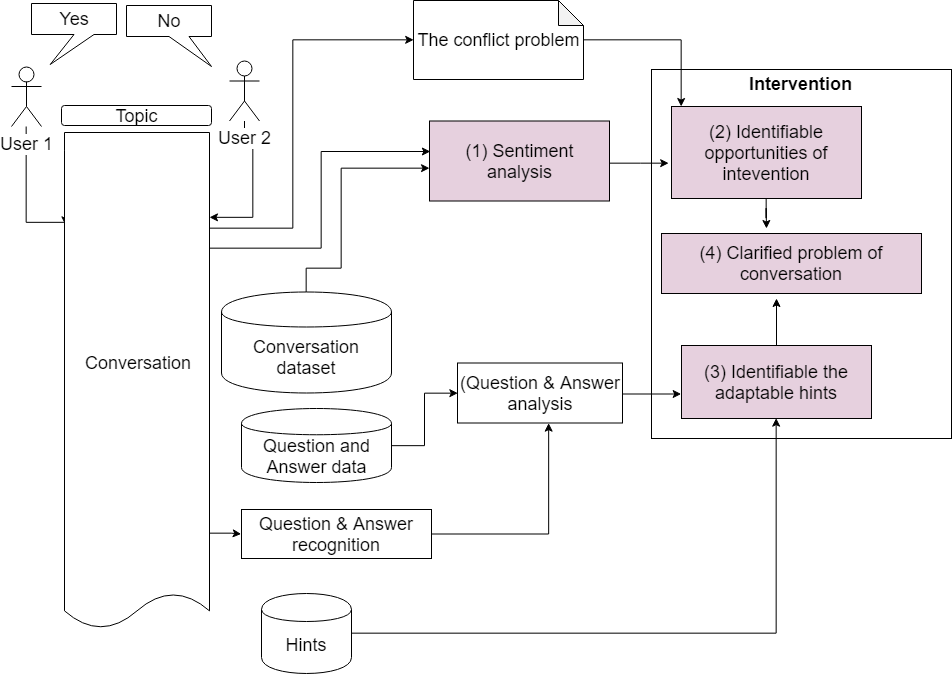 Yes
No
User 1
User 2
Topic
The conflict problem
Intervention
(1) Sentiment
analysis
(2) Identifiable
opportunities of
intevention
(4) Clarified problem of
conversation
Conversation
Conversation
dataset
(Question & Answer
analysis
(3) Identifiable the
adaptable hints
Question and
Answer data
Question & Answer
recognition
Hints